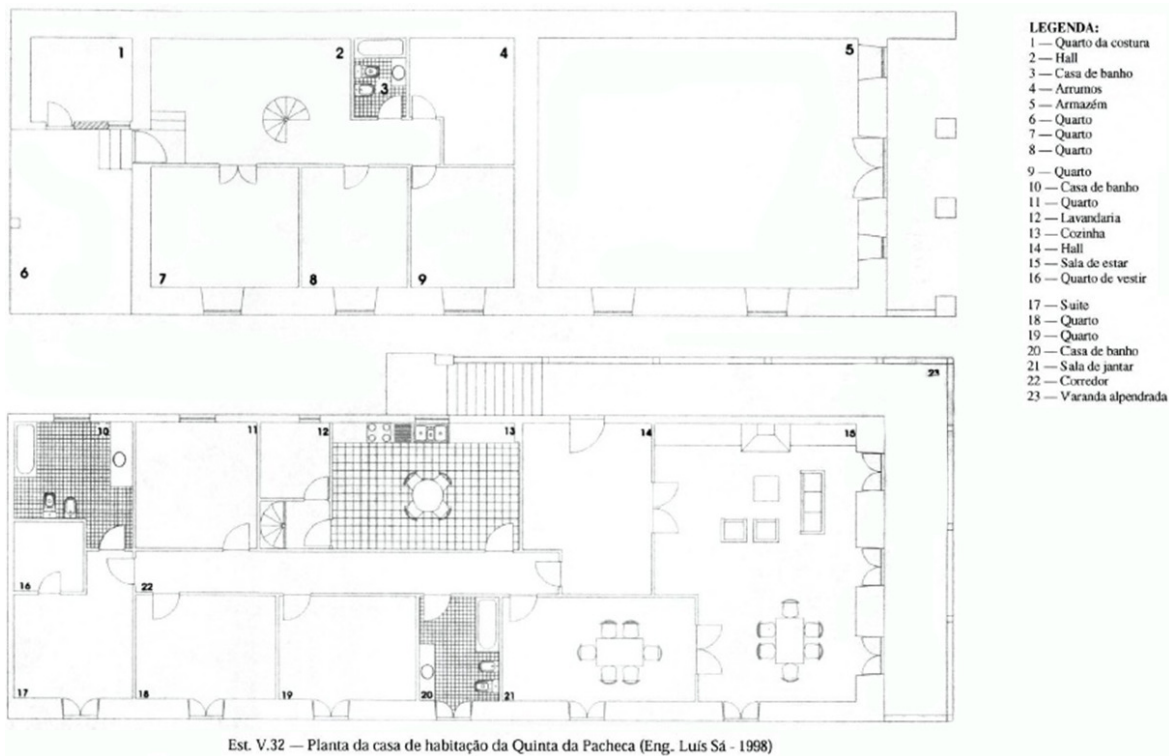 1
2
3
4
5
6
7
8
9
LEGENDA:
1 — Quarto da costura
2 — Hall
3 — Casa de banho
4 — Arrumos
5 — Armazém
6 — Quarto
7 — Quarto
8 — Quarto
9 — Quarto
10 — Casa de banho
11 — Quarto
12 — Lavandaria
13 — Cozinha
14 — Hall
15 — Sala de estar
16 — Quarto de vestir
17 — Suite
18 — Quarto
19 — Quarto
20 — Casa de banho
21 — Sala de jantar
22 — Corredor
23 — Varanda alpendrada
23
10
11
12
13
14
15
16
22
17
18
19
20
21
Est. V.32 — Planta da casa de habitação da Quinta da Pacheca (Eng. Luís Sá - 1998)